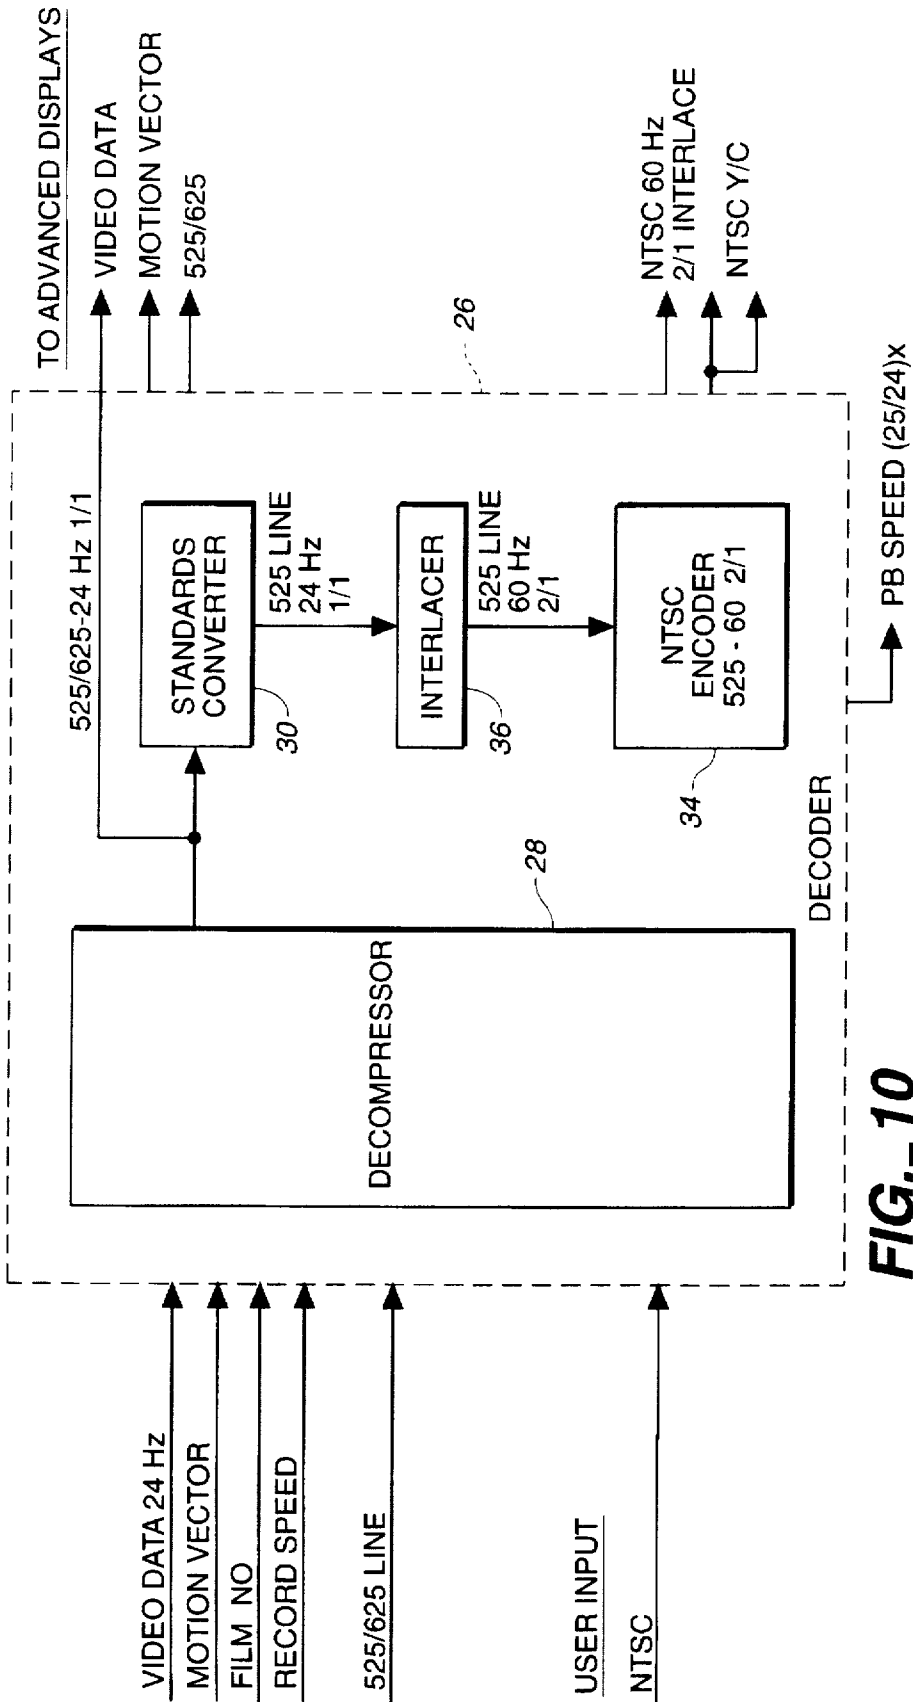 TO ADVANCED DISPLAYS
VIDEO DATA
MOTION VECTOR
525/625
525/625-24 Hz 1/1
VIDEO DATA 24 Hz
MOTION VECTOR
FILM NO
RECORD SPEED
525/625 LINE
USER INPUT
NTSC
DECOMPRESSOR
28
STANDARDS
CONVERTER
30
525 LINE
24 Hz
1/1
INTERLACER
36
525 LINE
60 Hz
2/1
NTSC
ENCODER
525 - 60 2/1
34
26
NTSC 60 Hz
2/1 INTERLACE
NTSC Y/C
DECODER
PB SPEED (25/24)x
FIG._ 10